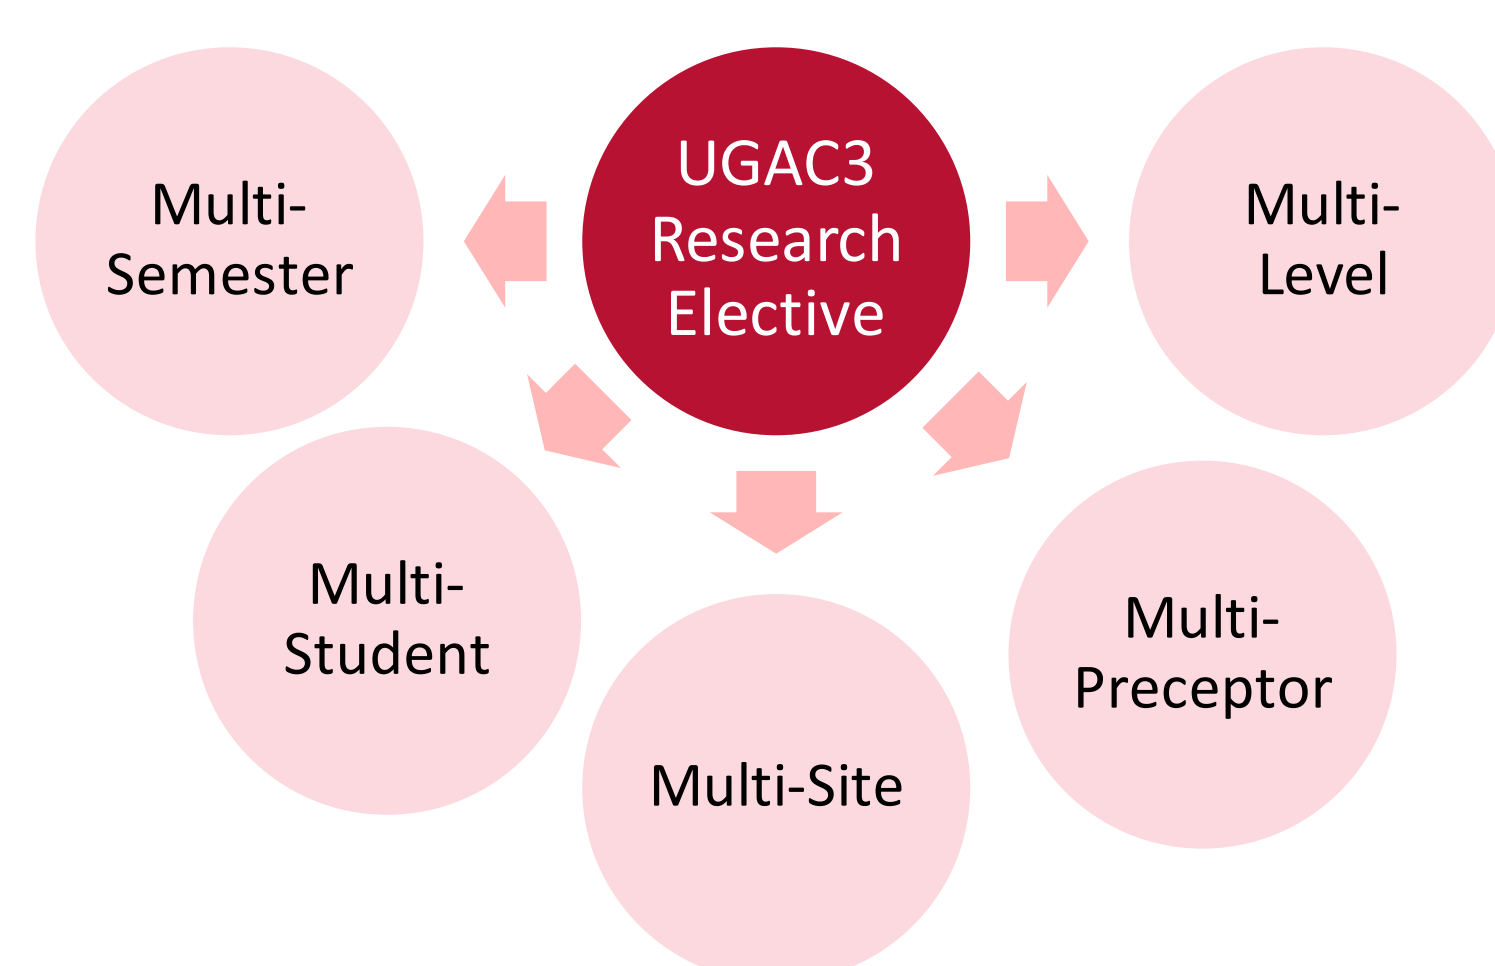 UGAC3
Research
Elective
Multi-
Semester
Multi-
Level
Multi-
Student
Multi-
Preceptor
Multi-Site